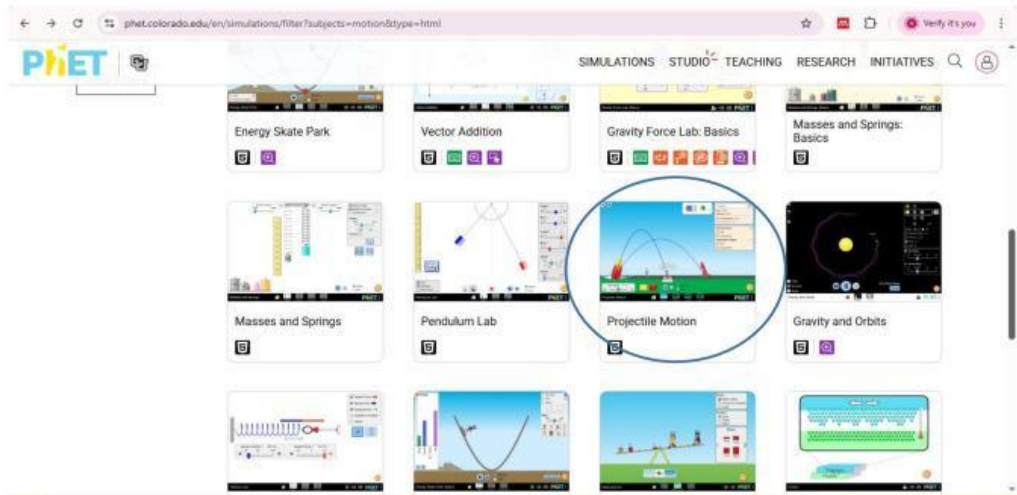 phet.colorado.edu/en/simulations/filter?subjects=motion&type=html
Verify it's you
PhET
SIMULATIONS STUDIO TEACHING RESEARCH INITIATIVES
Energy Skate Park
Vector Addition
Gravity Force Lab: Basics
Masses and Springs:
Basics
Masses and Springs
Pendulum Lab
Projectile Motion
Gravity and Orbits